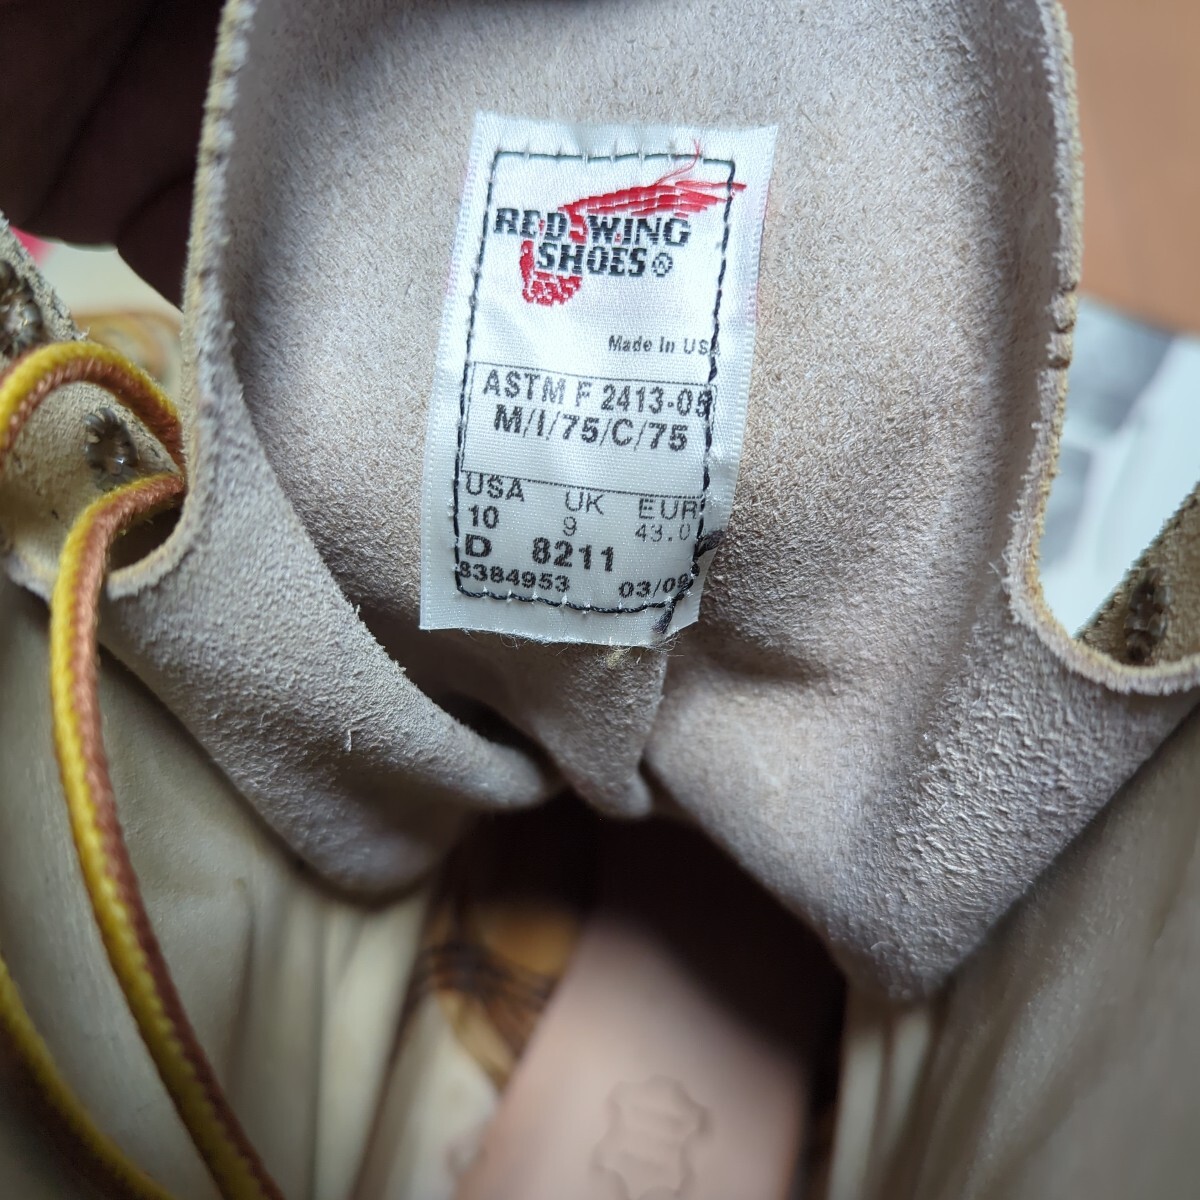 RED WING
SHOES®
Made In US
ASTM F 2413-05
M/I/75/C/75
USA UK EUR
10 9 43.0
D 8211
8384953 03/09